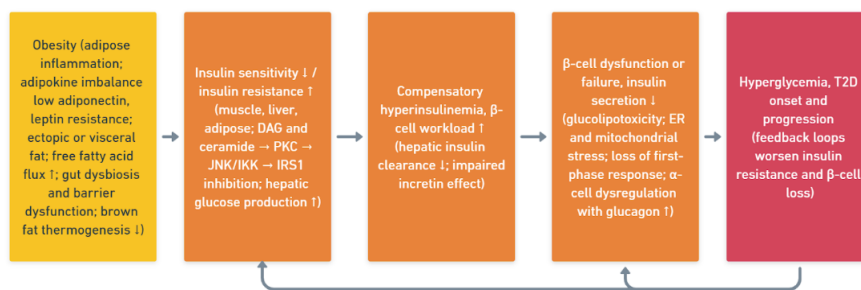 Obesity (adipose
inflammation;
adipokine imbalance
low adiponectin,
leptin resistance;
ectopic or visceral
fat; free fatty acid
flux ↑; gut dysbiosis
and barrier
dysfunction; brown
fat thermogenesis ↓)
Insulin sensitivity ↓ /
insulin resistance ↑
(muscle, liver,
adipose; DAG and
ceramide → PKC →
JNK/IKK → IRS1
inhibition; hepatic
glucose production ↑)
Compensatory
hyperinsulinemia, β-
cell workload ↑
(hepatic insulin
clearance ↓; impaired
incretin effect)
β-cell dysfunction or
failure, insulin
secretion ↓
(glucolipotoxicity; ER
and mitochondrial
stress; loss of first-
phase response; α-
cell dysregulation
with glucagon ↑)
Hyperglycemia, T2D
onset and
progression
(feedback loops
worsen insulin
resistance and β-cell
loss)